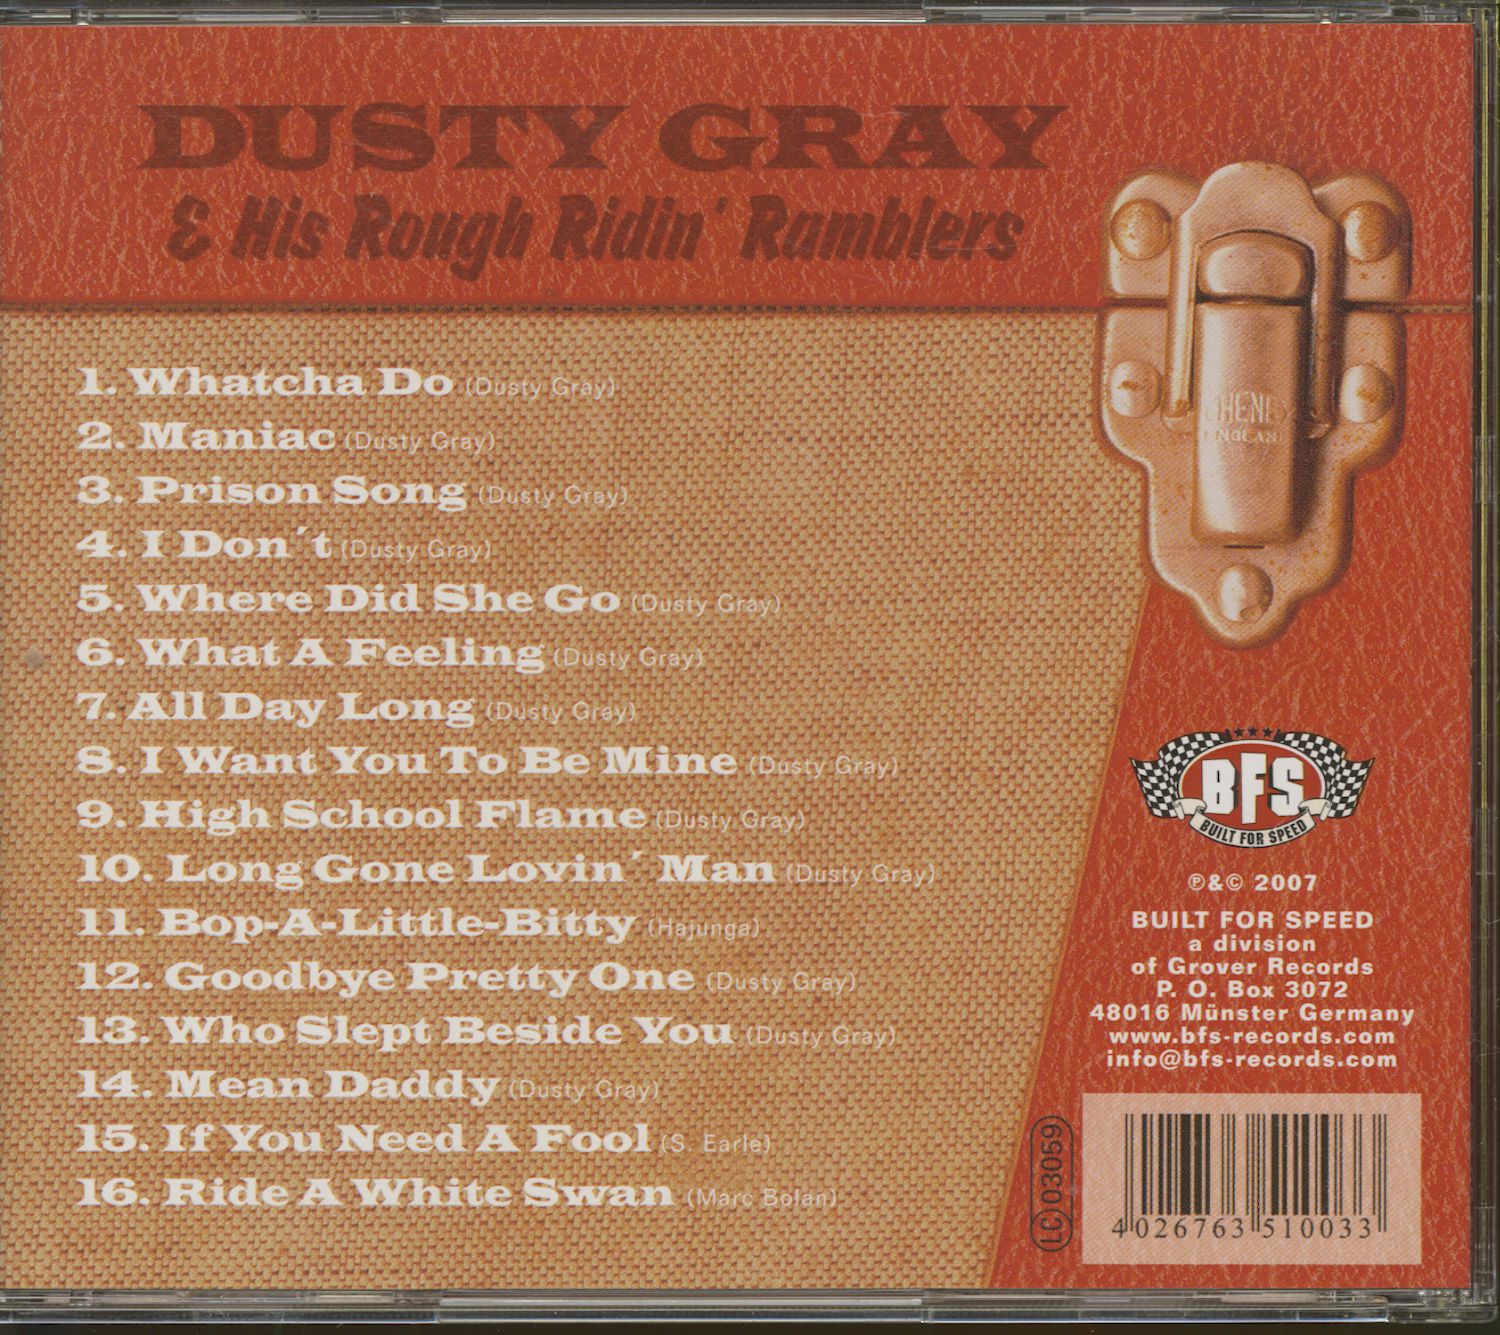 DUSTY GRAY
& His Rough Ridin' Ramblers
1. Whatcha Do (Dusty Gray)
2. Maniac (Dusty Gray)
3. Prison Song (Dusty Gray)
4. I Don´t (Dusty Gray)
5. Where Did She Go (Dusty Gray)
6. What A Feeling (Dusty Gray)
7. All Day Long (Dusty Gray)
8. I Want You To Be Mine (Dusty Gray)
9. High School Flame (Dusty Gray)
10. Long Gone Lovin´ Man (Dusty Gray)
11. Bop-A-Little-Bitty (Hajunga)
12. Goodbye Pretty One (Dusty Gray)
13. Who Slept Beside You (Dusty Gray)
14. Mean Daddy (Dusty Gray)
15. If You Need A Fool (S. Earle)
16. Ride A White Swan (Marc Bolan)
ENGLAND
BFS
BUILT FOR SPEED
℗&© 2007
BUILT FOR SPEED
a division
of Grover Records
P. O. Box 3072
48016 Münster Germany
www.bfs-records.com
info@bfs-records.com
LC 03059
4 026763 510033